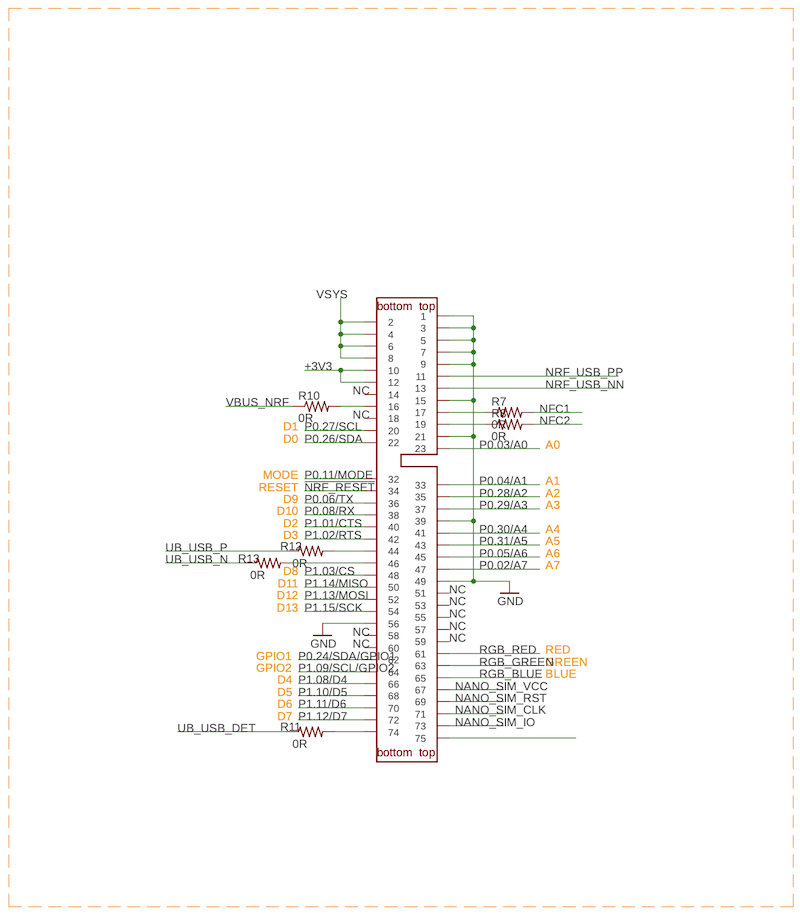 VSYS
bottom top
1
2
3
4
5
6
7
8
9
+3V3
10
11
NRF_USB_PP
12
13
NRF_USB_NN
NC
14
15
R10
R7
VBUS_NRF
16
17
NFC1
0R
R8
NC
18
19
NFC2
0R
D1 P0.27/SCL
20
21
0R
D0 P0.26/SDA
22
23
P0.03/A0 A0
MODE P0.11/MODE
32
33
P0.04/A1 A1
RESET NRF_RESET
34
35
P0.28/A2 A2
D9 P0.06/TX
36
37
P0.29/A3 A3
D10 P0.08/RX
38
39
D2 P1.01/CTS
40
41
P0.30/A4 A4
D3 P1.02/RTS
42
43
P0.31/A5 A5
UB_USB_P
R12
0R
44
45
P0.05/A6 A6
UB_USB_N
R13
0R
46
47
P0.02/A7 A7
D8 P1.03/CS
48
49
GND
D11 P1.14/MISO
50
51
NC
D12 P1.13/MOSI
52
53
NC
D13 P1.15/SCK
54
55
NC
56
57
NC
GND
NC
58
59
NC
NC
60
61
RGB_RED RED
GPIO1 P0.24/SDA/GPIO1
62
63
RGB_GREEN GREEN
GPIO2 P1.09/SCL/GPIO2
64
65
RGB_BLUE BLUE
D4 P1.08/D4
66
67
NANO_SIM_VCC
D5 P1.10/D5
68
69
NANO_SIM_RST
D6 P1.11/D6
70
71
NANO_SIM_CLK
D7 P1.12/D7
72
73
NANO_SIM_IO
UB_USB_DET
R11
0R
74
75
bottom top